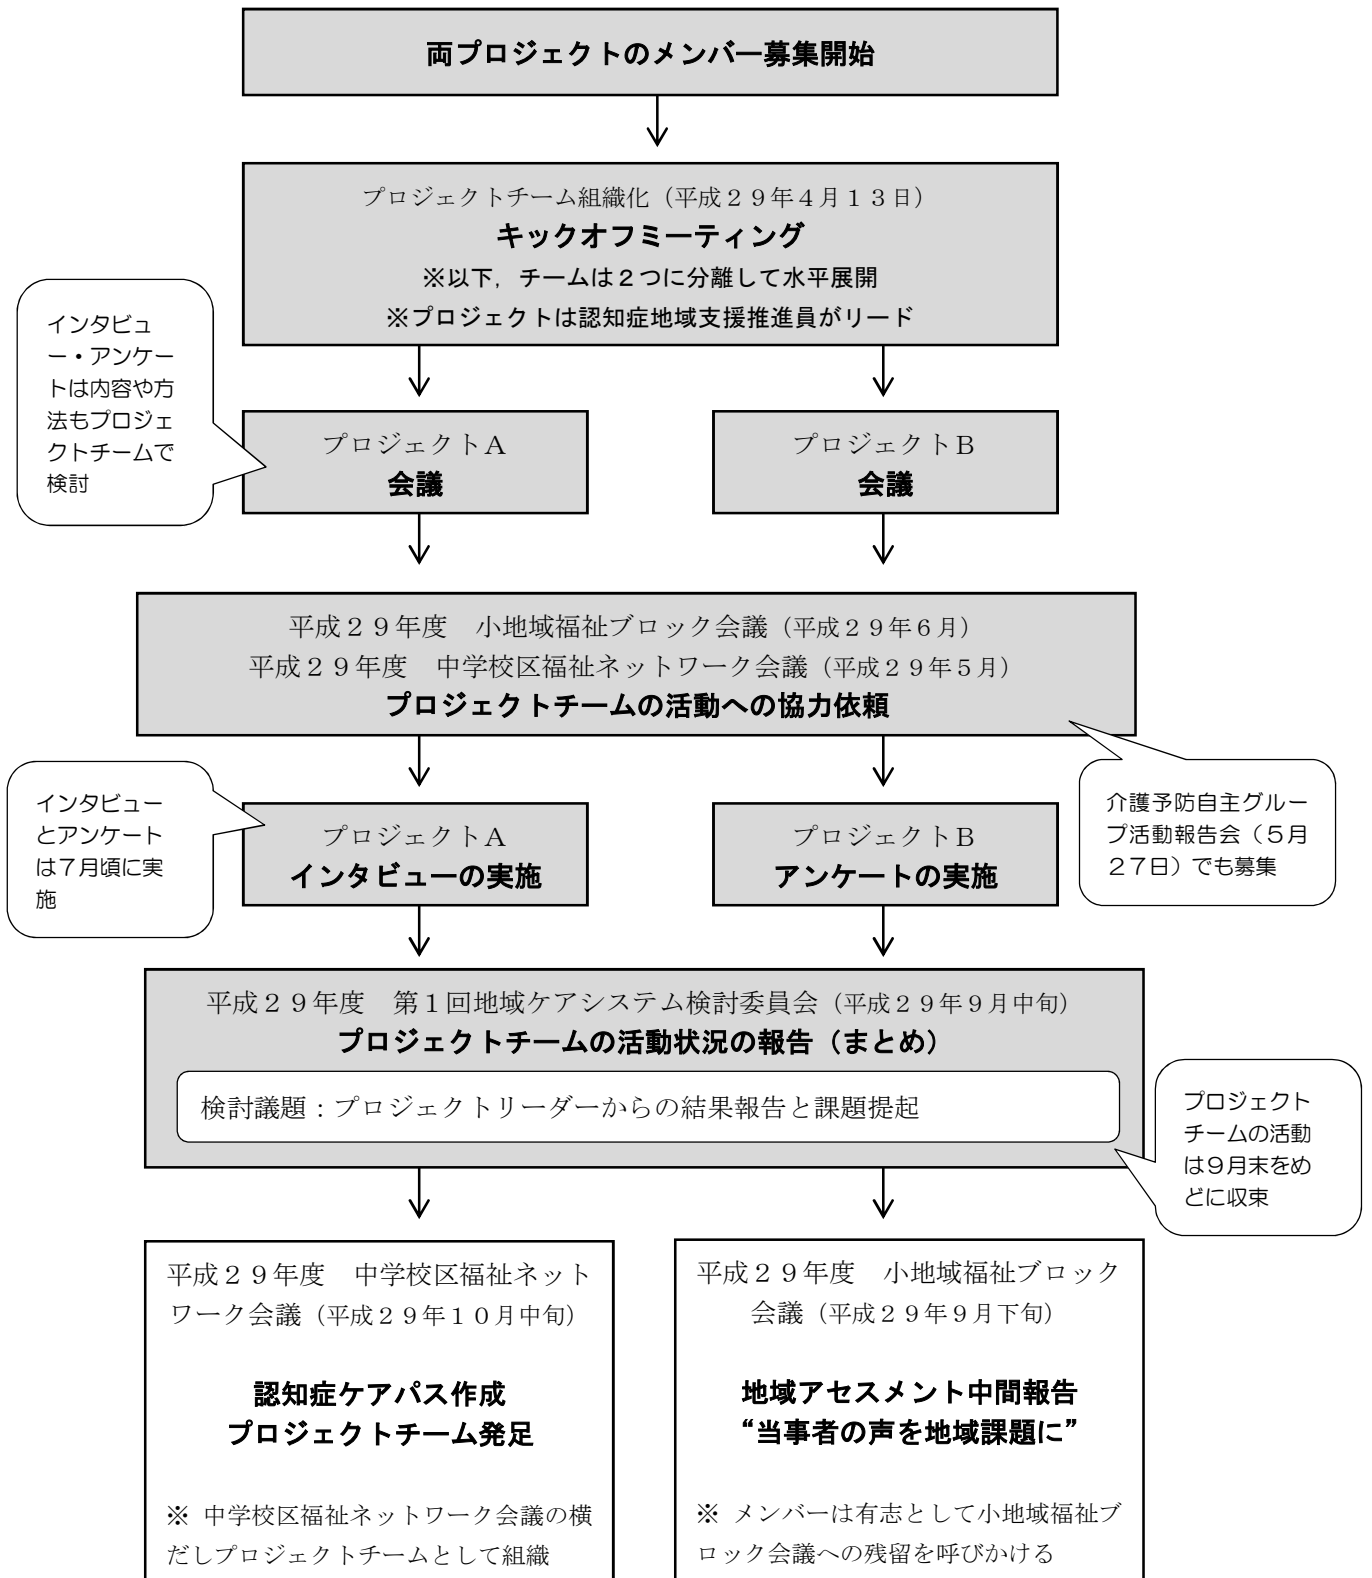 両プロジェクトのメンバー募集開始
プロジェクトチーム組織化（平成２９年４月１３日）
キックオフミーティング
※以下，チームは２つに分離して水平展開
※プロジェクトは認知症地域支援推進員がリード
インタビュ
ー・アンケー
トは内容や方
法もプロジェ
クトチームで
検討
プロジェクトＡ
会議
プロジェクトＢ
会議
平成２９年度　小地域福祉ブロック会議（平成２９年６月）
平成２９年度　中学校区福祉ネットワーク会議（平成２９年５月）
プロジェクトチームの活動への協力依頼
インタビュー
とアンケート
は７月頃に実
施
プロジェクトＡ
インタビューの実施
プロジェクトＢ
アンケートの実施
介護予防自主グルー
プ活動報告会（５月
２７日）でも募集
平成２９年度　第１回地域ケアシステム検討委員会（平成２９年９月中旬）
プロジェクトチームの活動状況の報告（まとめ）
検討議題：プロジェクトリーダーからの結果報告と課題提起
プロジェクト
チームの活動
は９月末をめ
どに収束
平成２９年度　中学校区福祉ネット
ワーク会議（平成２９年１０月中旬）
認知症ケアパス作成
プロジェクトチーム発足
※ 中学校区福祉ネットワーク会議の横
だしプロジェクトチームとして組織
平成２９年度　小地域福祉ブロック
会議（平成２９年９月下旬）
地域アセスメント中間報告
“当事者の声を地域課題に”
※ メンバーは有志として小地域福祉ブ
ロック会議への残留を呼びかける